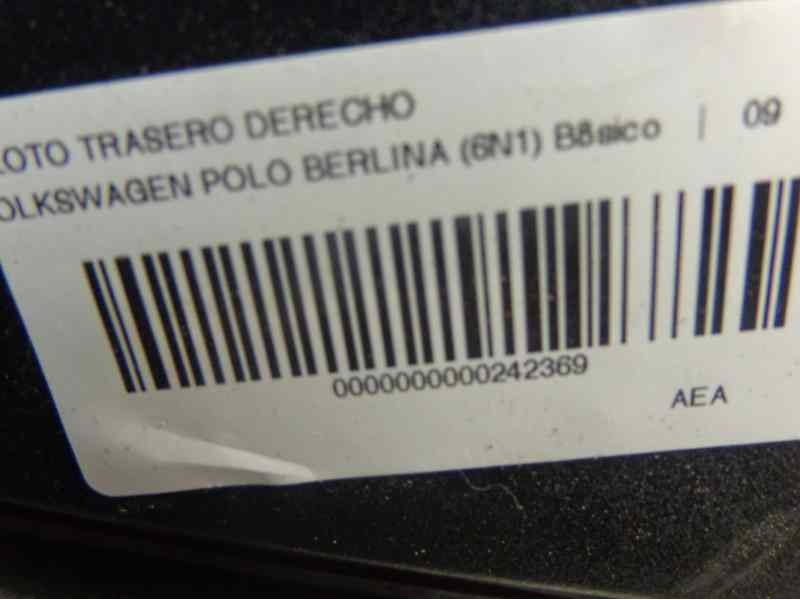 LOTO TRASERO DERECHO
OLKSWAGEN POLO BERLINA (6N1) B8sico | 09
0000000000242369
AEA